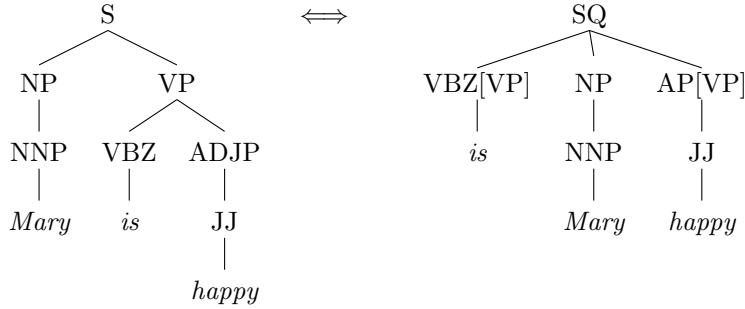 S ⟺ SQ
NP VP VBZ[VP] NP AP[VP]
NNP VBZ ADJP is NNP JJ
Mary is JJ Mary happy
happy